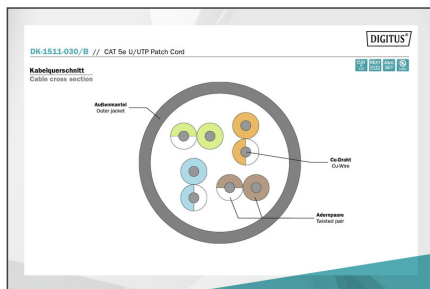 DIGITUS®
DK-1511-030/B // CAT 5e U/UTP Patch Cord
Kabelquerschnitt
Cable cross section
Außenmantel
Outer jacket
Cu-Draht
Cu-Wire
Adernpaare
Twisted pair